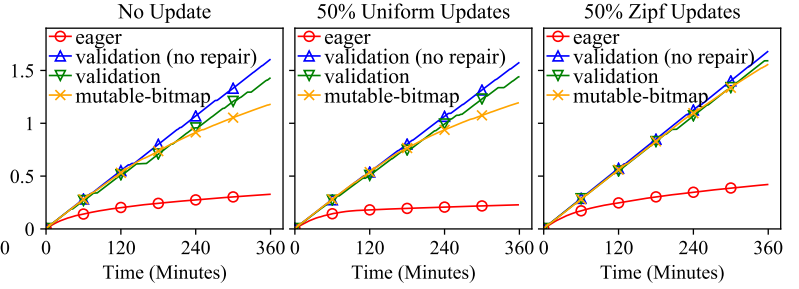 No Update
50% Uniform Updates
50% Zipf Updates
eager
validation (no repair)
validation
mutable-bitmap
1.5
1
0.5
0
0
0
120
240
360
Time (Minutes)
eager
validation (no repair)
validation
mutable-bitmap
0
120
240
360
Time (Minutes)
eager
validation (no repair)
validation
mutable-bitmap
0
120
240
360
Time (Minutes)